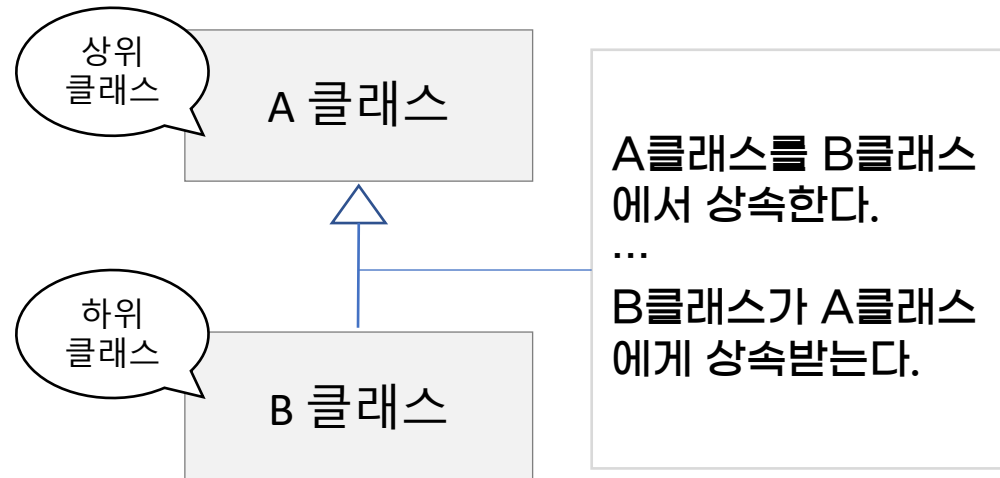 상위
클래스
A 클래스
A클래스를 B클래스
에서 상속한다.
...
B클래스가 A클래스
에게 상속받는다.
하위
클래스
B 클래스